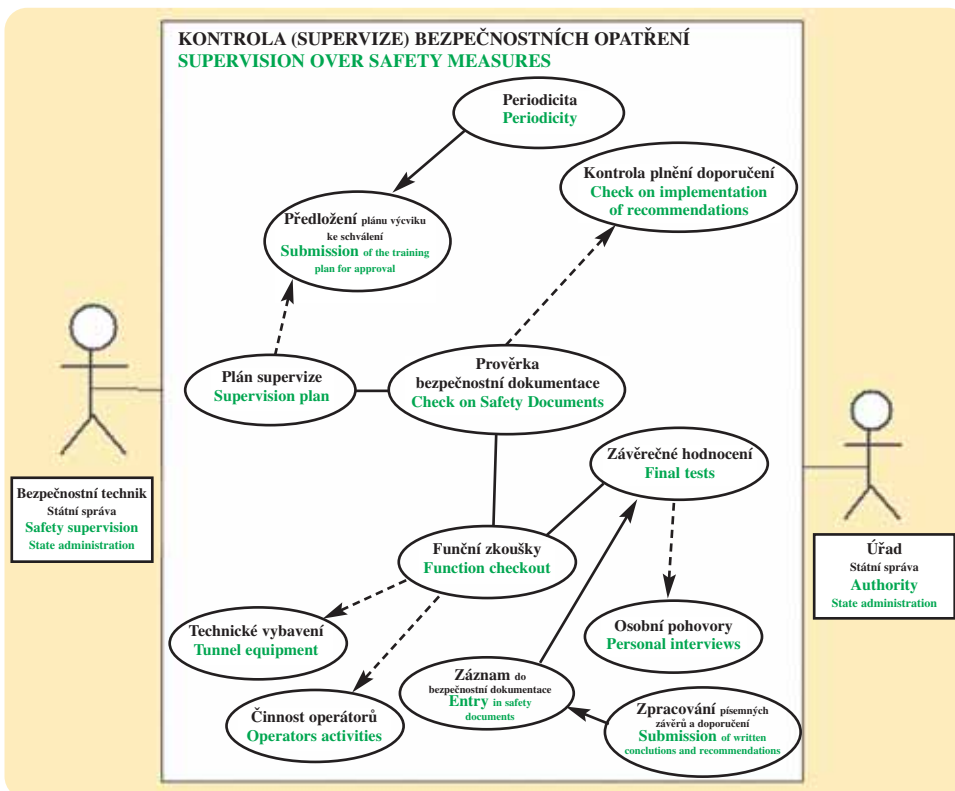 KONTROLA (SUPERVIZE) BEZPEČNOSTNÍCH OPATŘENÍ
SUPERVISION OVER SAFETY MEASURES
Periodicita
Periodicity
Kontrola plnění doporučení
Check on implementation
of recommendations
Předložení plánu výcviku
ke schválení
Submission of the training
plan for approval
Plán supervize
Supervision plan
Prověrka
bezpečnostní dokumentace
Check on Safety Documents
Závěrečné hodnocení
Final tests
Bezpečnostní technik
Státní správa
Safety supervision
State administration
Funční zkoušky
Function checkout
Úřad
Státní správa
Authority
State administration
Technické vybavení
Tunnel equipment
Osobní pohovory
Personal interviews
Záznam do
bezpečnostní dokumentace
Entry in safety
documents
Činnost operátorů
Operators activities
Zpracování písemných
závěrů a doporučení
Submission of written
conclutions and recommendations